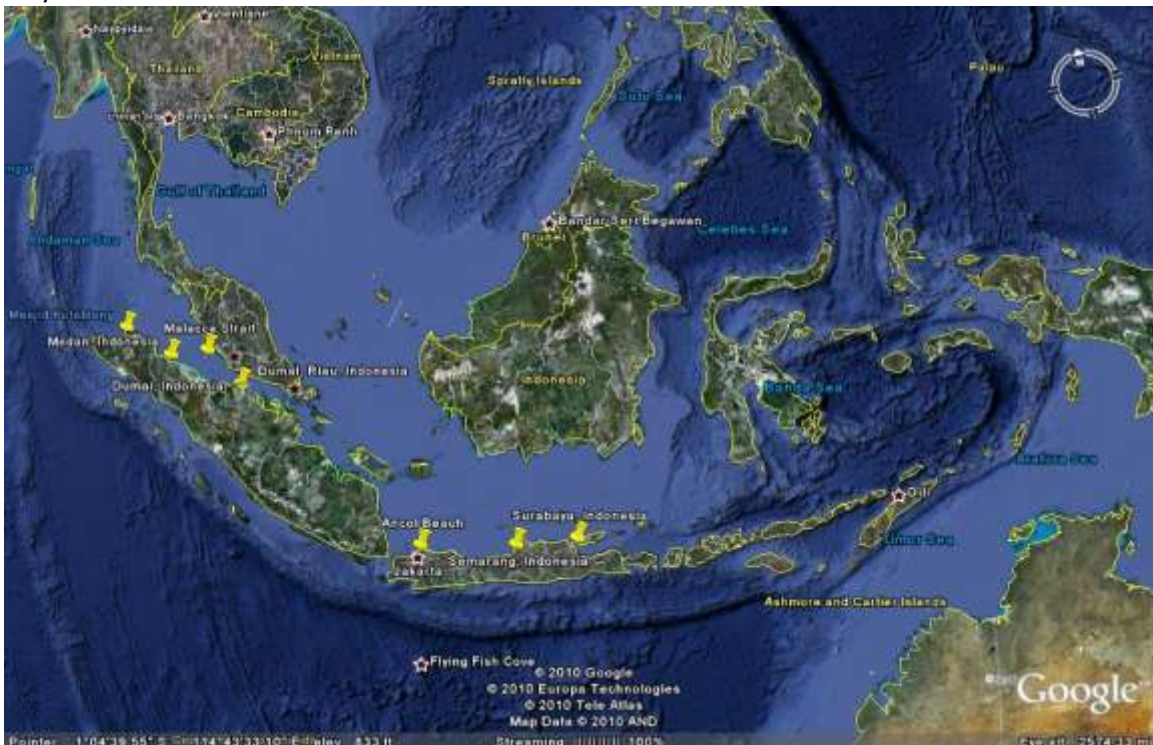 Vientiane
Naypyidaw
Thailand
Vietnam
Spratly Islands
Palau
Sulu Sea
Cambodia
Bangkok
Phnom Penh
Gulf of Thailand
Bandar Seri Begawan
Brunei
Celebes Sea
Andaman Sea
Malacca Strait
Medan, Indonesia
Dumai, Riau, Indonesia
Dumai, Indonesia
Indonesia
Banda Sea
Arafura Sea
Dili
Ancol Beach
Surabaya, Indonesia
Timor Sea
Semarang, Indonesia
Jakarta
Ashmore and Cartier Islands
Flying Fish Cove
© 2010 Google
© 2010 Europa Technologies
© 2010 Tele Atlas
Map Data © 2010 AND
Google
Streaming 100%